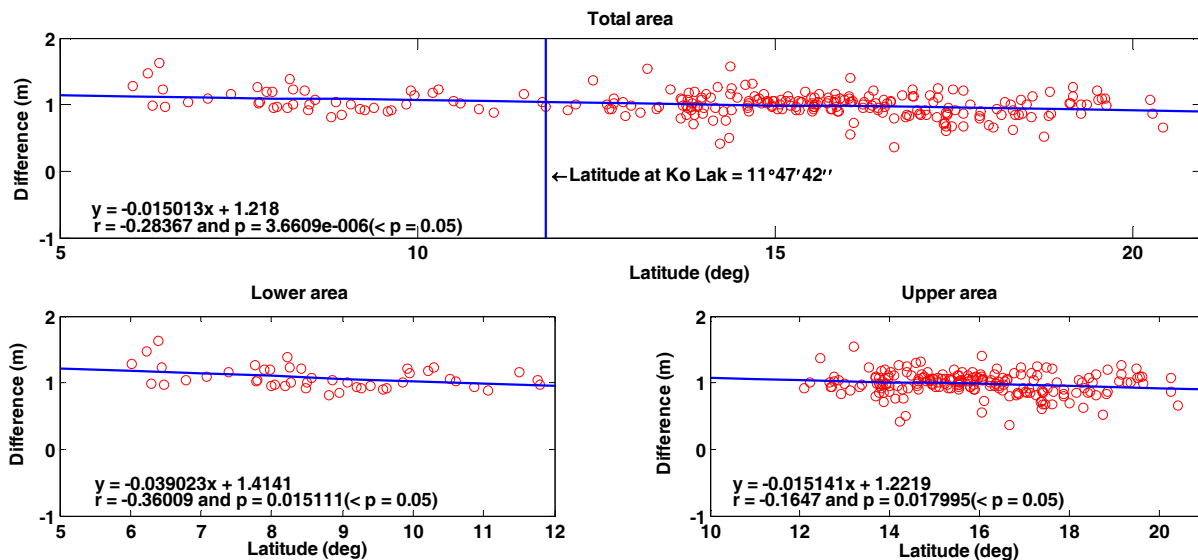 Total area
2
1
0
-1
Difference (m)
←Latitude at Ko Lak = 11°47′42′′
y = -0.015013x + 1.218
r = -0.28367 and p = 3.6609e-006(< p = 0.05)
5
10
15
20
Latitude (deg)
Lower area
2
1
0
-1
Difference (m)
y = -0.039023x + 1.4141
r = -0.36009 and p = 0.015111(< p = 0.05)
5
6
7
8
9
10
11
12
Latitude (deg)
Upper area
2
1
0
-1
Difference (m)
y = -0.015141x + 1.2219
r = -0.1647 and p = 0.017995(< p = 0.05)
10
12
14
16
18
20
Latitude (deg)